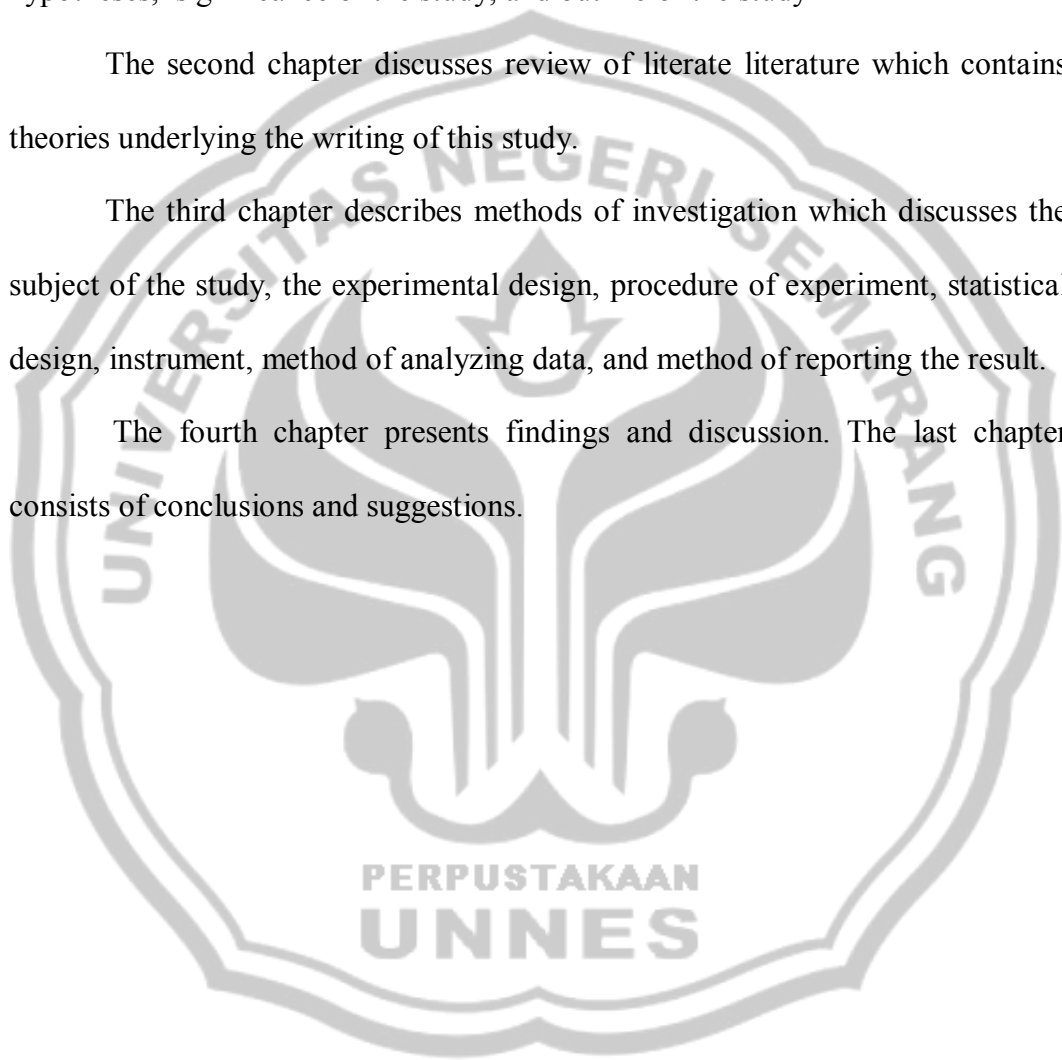 The second chapter discusses review of literate literature which contains
theories underlying the writing of this study.
The third chapter describes methods of investigation which discusses the
subject of the study, the experimental design, procedure of experiment, statistical
design, instrument, method of analyzing data, and method of reporting the result.
The fourth chapter presents findings and discussion. The last chapter
consists of conclusions and suggestions.
UNIVERSITAS NEGERI SEMARANG
PERPUSTAKAAN
UNNES